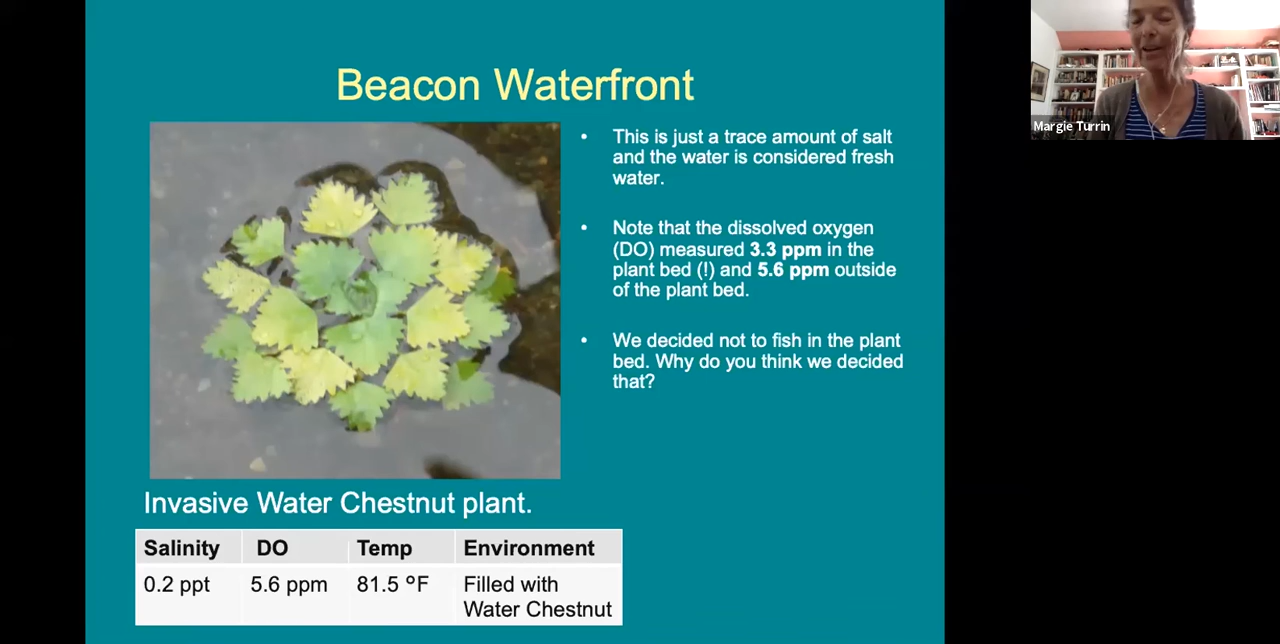 Beacon Waterfront
• This is just a trace amount of salt
and the water is considered fresh
water.
• Note that the dissolved oxygen
(DO) measured 3.3 ppm in the
plant bed (!) and 5.6 ppm outside
of the plant bed.
• We decided not to fish in the plant
bed. Why do you think we decided
that?
Invasive Water Chestnut plant.
Salinity DO Temp Environment
0.2 ppt 5.6 ppm 81.5 ºF Filled with
Water Chestnut
Margie Turrin